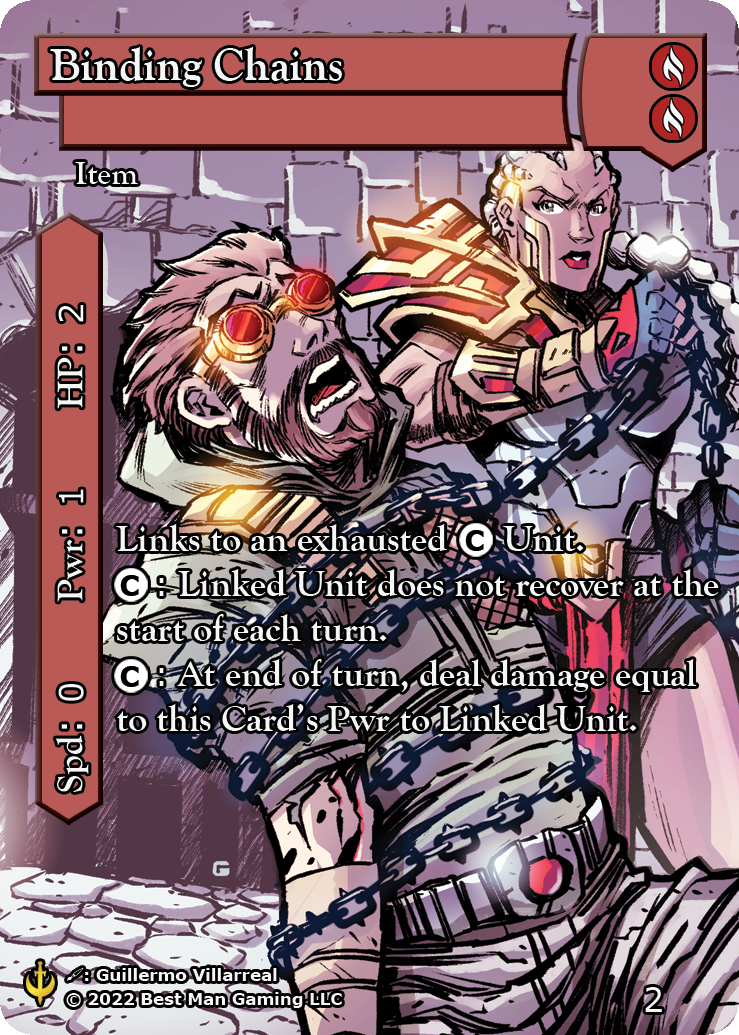 Binding Chains
Item
HP: 2
Pwr: 1
Spd: 0
Links to an exhausted C Unit.
C: Linked Unit does not recover at the
start of each turn.
C: At end of turn, deal damage equal
to this Card's Pwr to Linked Unit.
G
: Guillermo Villarreal
© 2022 Best Man Gaming LLC
2